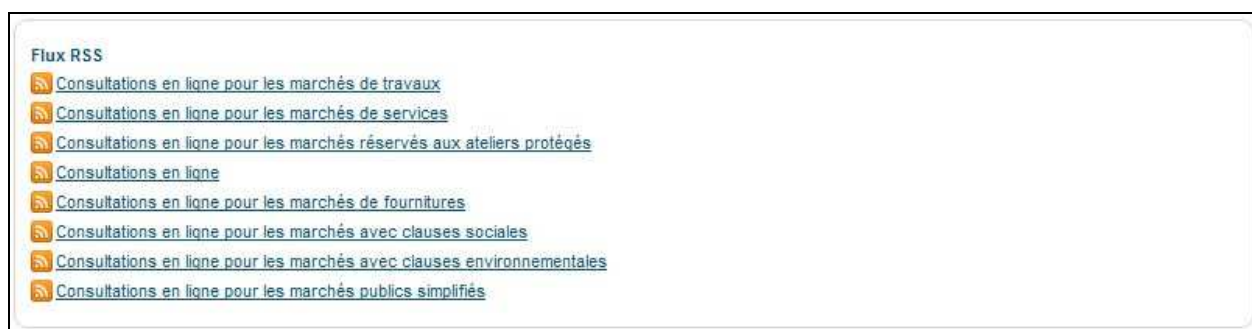 Flux RSS
Consultations en ligne pour les marchés de travaux
Consultations en ligne pour les marchés de services
Consultations en ligne pour les marchés réservés aux ateliers protégés
Consultations en ligne
Consultations en ligne pour les marchés de fournitures
Consultations en ligne pour les marchés avec clauses sociales
Consultations en ligne pour les marchés avec clauses environnementales
Consultations en ligne pour les marchés publics simplifiés